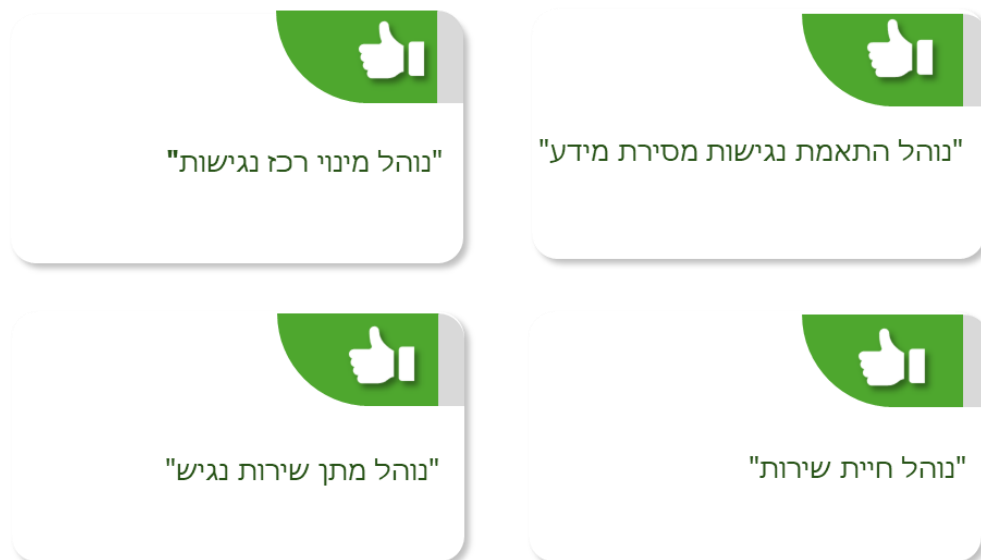 "נוהל התאמת נגישות מסירת מידע"
"נוהל מינוי רכז נגישות"
"נוהל חיית שירות"
"נוהל מתן שירות נגיש"